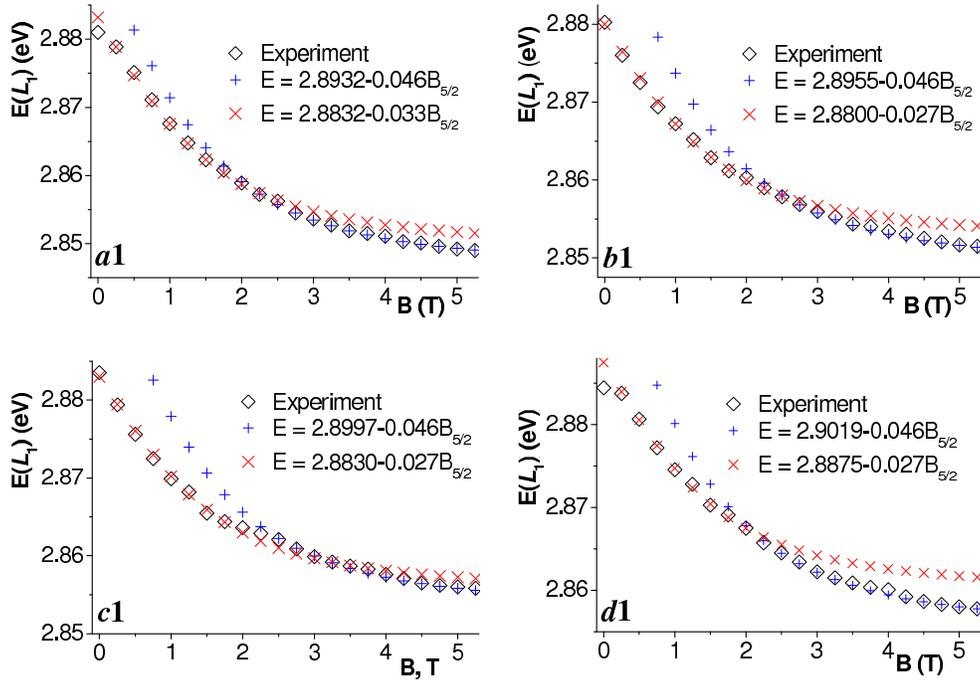 E(L₁) (eV)
2.88
2.87
2.86
2.85
0 1 2 3 4 5
B (T)
a1
Experiment
E = 2.8932-0.046B₅/₂
E = 2.8832-0.033B₅/₂
E(L₁) (eV)
2.88
2.87
2.86
2.85
0 1 2 3 4 5
B (T)
b1
Experiment
E = 2.8955-0.046B₅/₂
E = 2.8800-0.027B₅/₂
E(L₁) (eV)
2.88
2.87
2.86
2.85
0 1 2 3 4 5
B, T
c1
Experiment
E = 2.8997-0.046B₅/₂
E = 2.8830-0.027B₅/₂
E(L₁) (eV)
2.88
2.87
2.86
0 1 2 3 4 5
B (T)
d1
Experiment
E = 2.9019-0.046B₅/₂
E = 2.8875-0.027B₅/₂